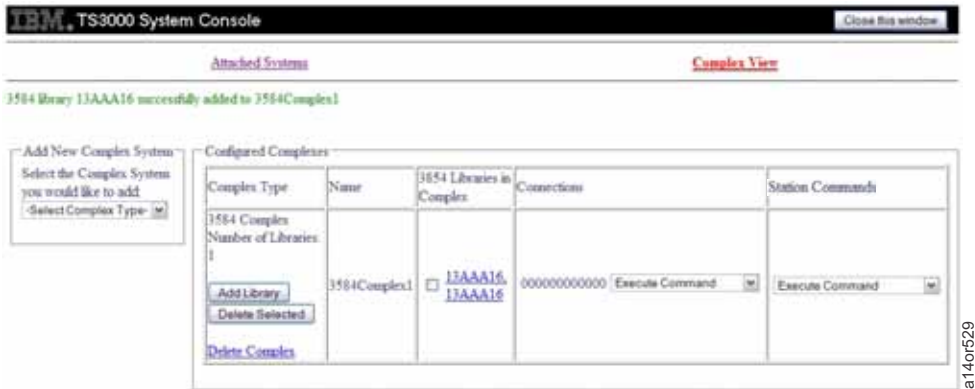 IBM. TS3000 System Console
Close this window
Attached Systems
Complex View
3584 library 13AAA16 successfully added to 3584Complex1
Add New Complex System
Select the Complex System
you would like to add:
-Select Complex Type-
Configured Complexes
Complex Type
Name
3854 Libraries in
Complex
Connections
Station Commands
3584 Complex
Number of Libraries:
1
Add Library
Delete Selected
Delete Complex
3584Complex1
13AAA16,
13AAA16
000000000000 Execute Command
Execute Command
a14or529